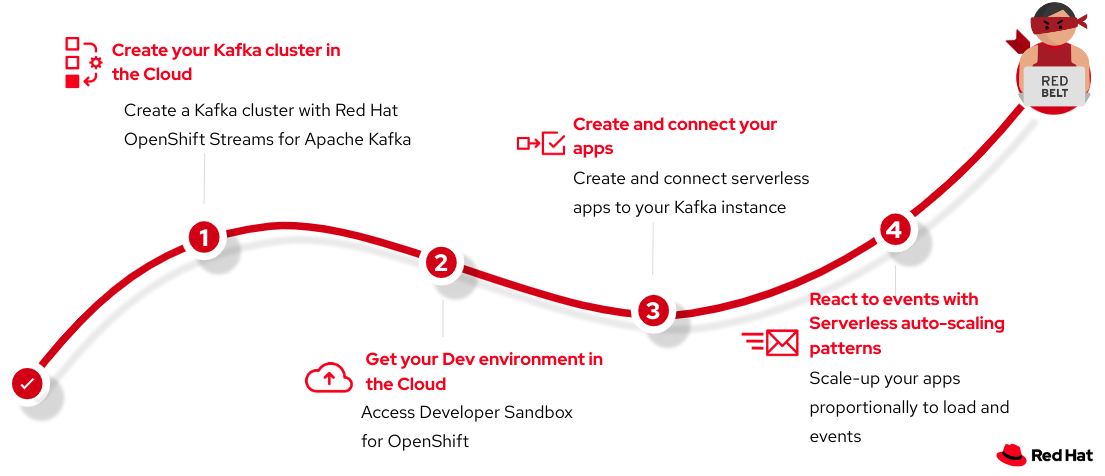 Create your Kafka cluster in
the Cloud
Create a Kafka cluster with Red Hat
OpenShift Streams for Apache Kafka
1
2
Get your Dev environment in
the Cloud
Access Developer Sandbox
for OpenShift
Create and connect your
apps
Create and connect serverless
apps to your Kafka instance
3
4
React to events with
Serverless auto-scaling
patterns
Scale-up your apps
proportionally to load and
events
RED
BELT
Red Hat